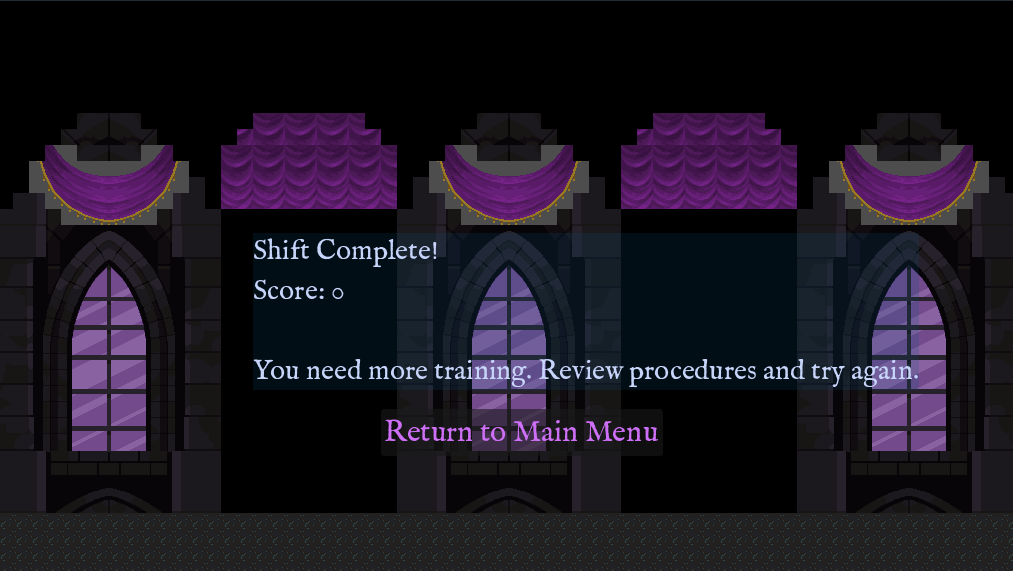 Shift Complete!
Score: 0
You need more training. Review procedures and try again.
Return to Main Menu